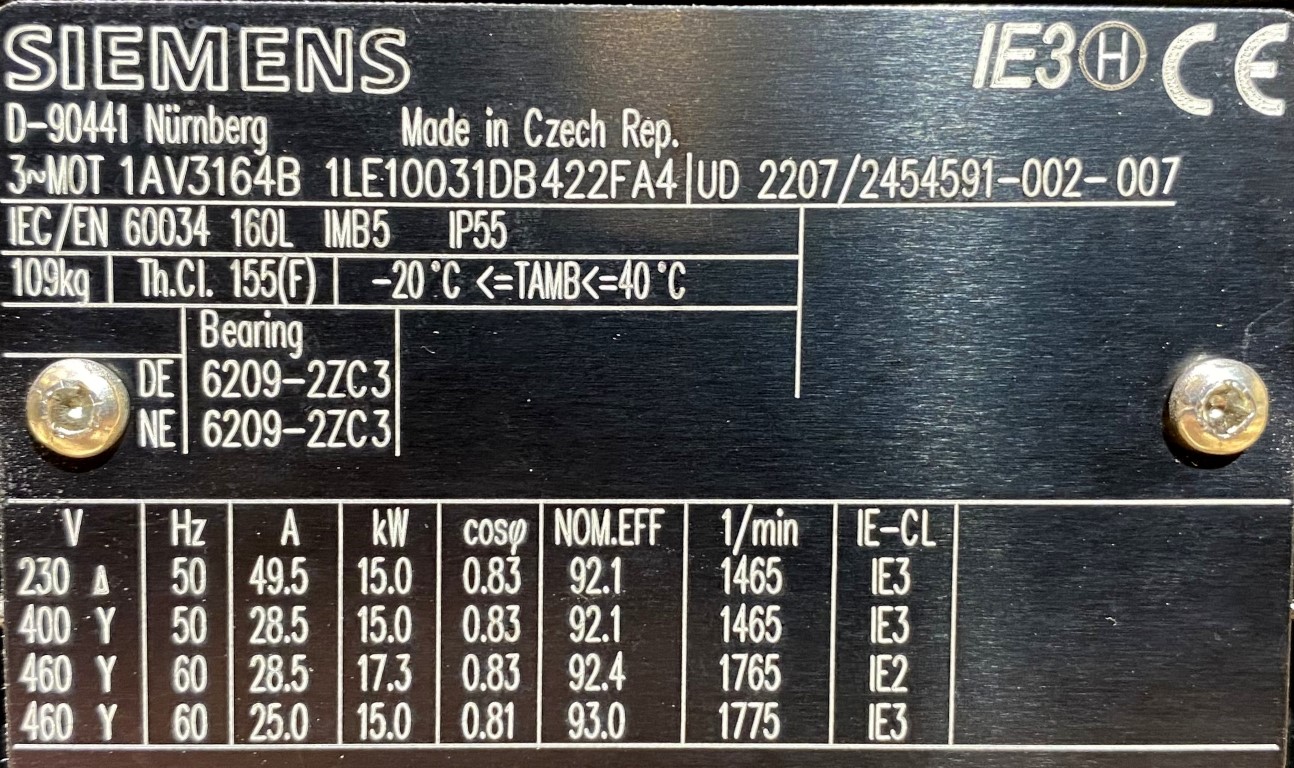 SIEMENS IE3 H CE
D-90441 Nürnberg Made in Czech Rep.
3~MOT 1AV3164B 1LE10031DB422FA4 UD 2207/2454591-002-007
IEC/EN 60034 160L IMB5 IP55
109kg Th.Cl. 155(F) -20°C <=TAMB<=40°C
Bearing
DE 6209-2ZC3
NE 6209-2ZC3
V Hz A kW cosφ NOM.EFF 1/min IE-CL
230 Δ 50 49.5 15.0 0.83 92.1 1465 IE3
400 Y 50 28.5 15.0 0.83 92.1 1465 IE3
460 Y 60 28.5 17.3 0.83 92.4 1765 IE2
460 Y 60 25.0 15.0 0.81 93.0 1775 IE3